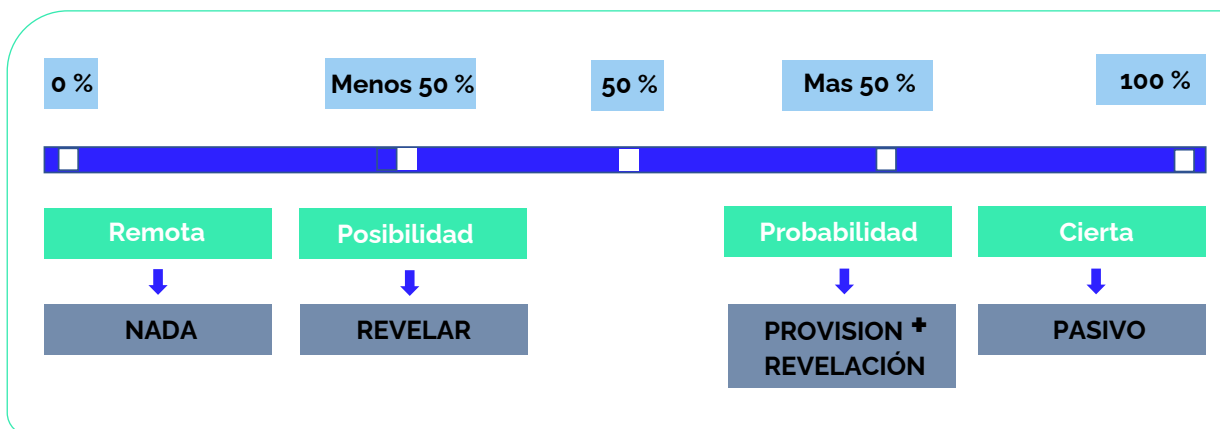 0 %
Menos 50 %
50 %
Mas 50 %
100 %
Remota
Posibilidad
Probabilidad
Cierta
NADA
REVELAR
PROVISION +
REVELACIÓN
PASIVO